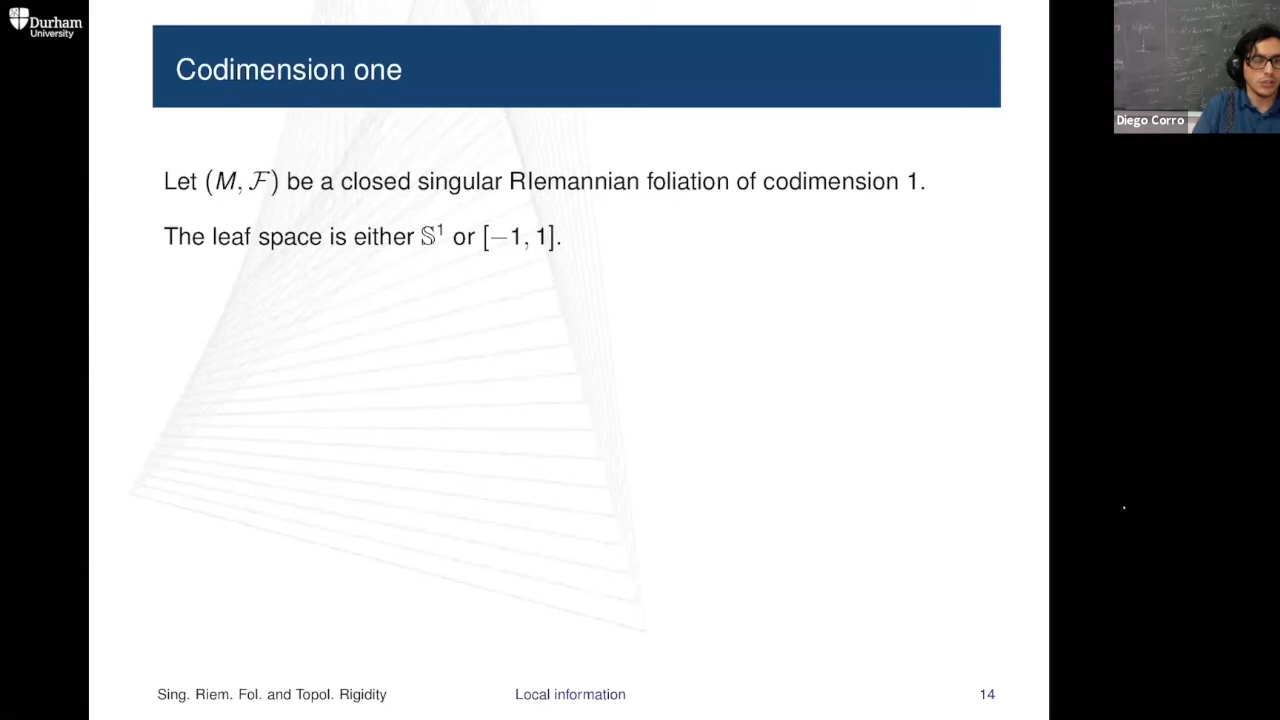 Durham
University
Codimension one
Diego Corro
Let (M, ℱ) be a closed singular RIemannian foliation of codimension 1.
The leaf space is either 𝕊¹ or [−1, 1].
Sing. Riem. Fol. and Topol. Rigidity Local information 14